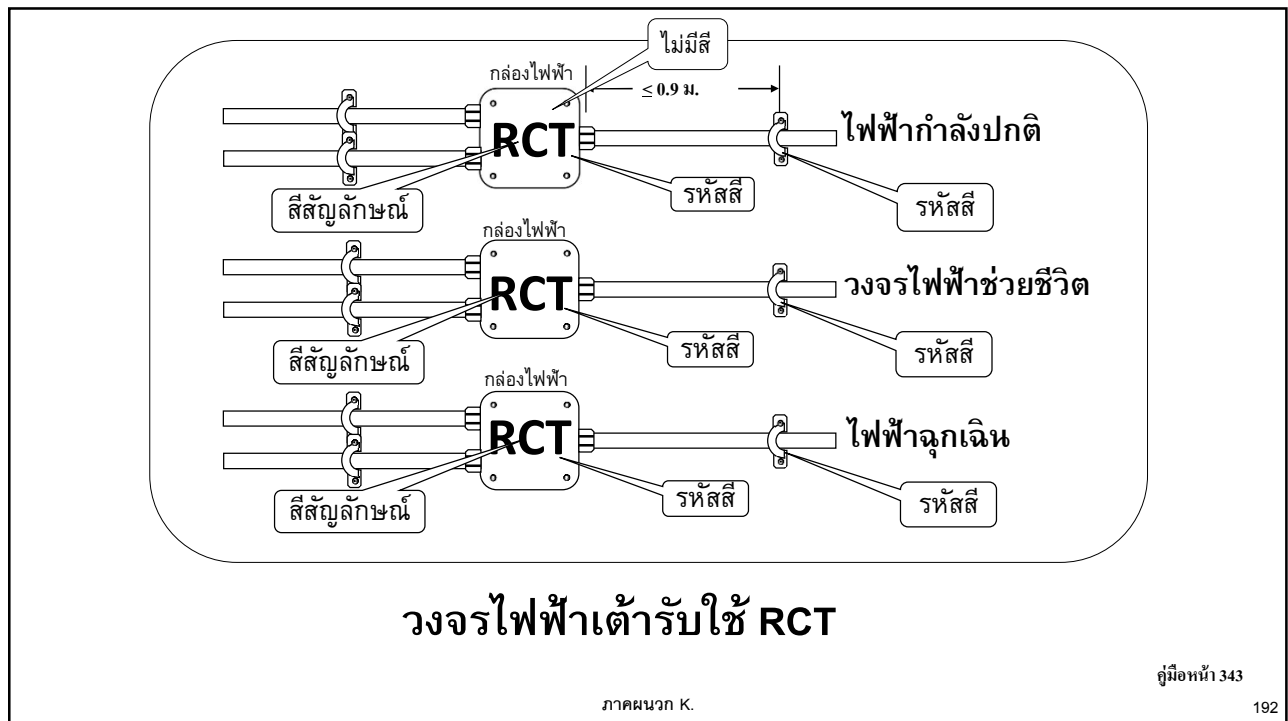 ไม่มีสี
กล่องไฟฟ้า
≤ 0.9 ม.
RCT
ไฟฟ้ากำลังปกติ
สีสัญลักษณ์
รหัสสี
รหัสสี
กล่องไฟฟ้า
RCT
วงจรไฟฟ้าช่วยชีวิต
สีสัญลักษณ์
รหัสสี
รหัสสี
กล่องไฟฟ้า
RCT
ไฟฟ้าฉุกเฉิน
สีสัญลักษณ์
รหัสสี
รหัสสี
วงจรไฟฟ้าเต้ารับใช้ RCT
คู่มือหน้า 343
ภาคผนวก K.
192